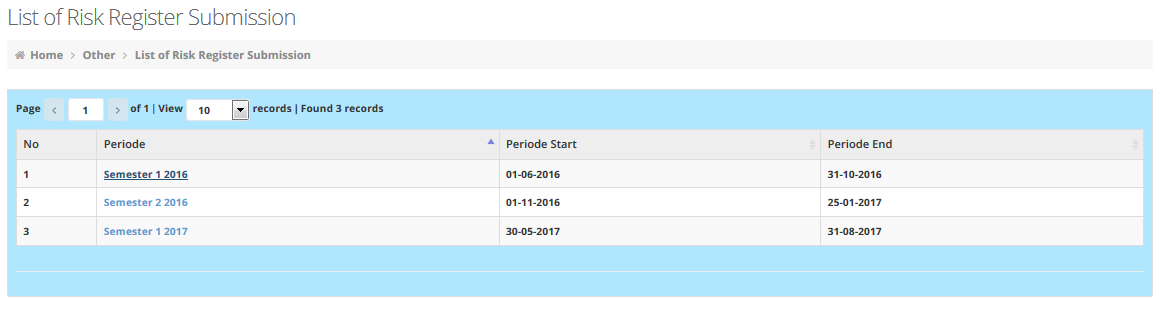 List of Risk Register Submission
Home > Other > List of Risk Register Submission
Page < 1 > of 1 | View 10 records | Found 3 records
No Periode Periode Start Periode End
1 Semester 1 2016 01-06-2016 31-10-2016
2 Semester 2 2016 01-11-2016 25-01-2017
3 Semester 1 2017 30-05-2017 31-08-2017